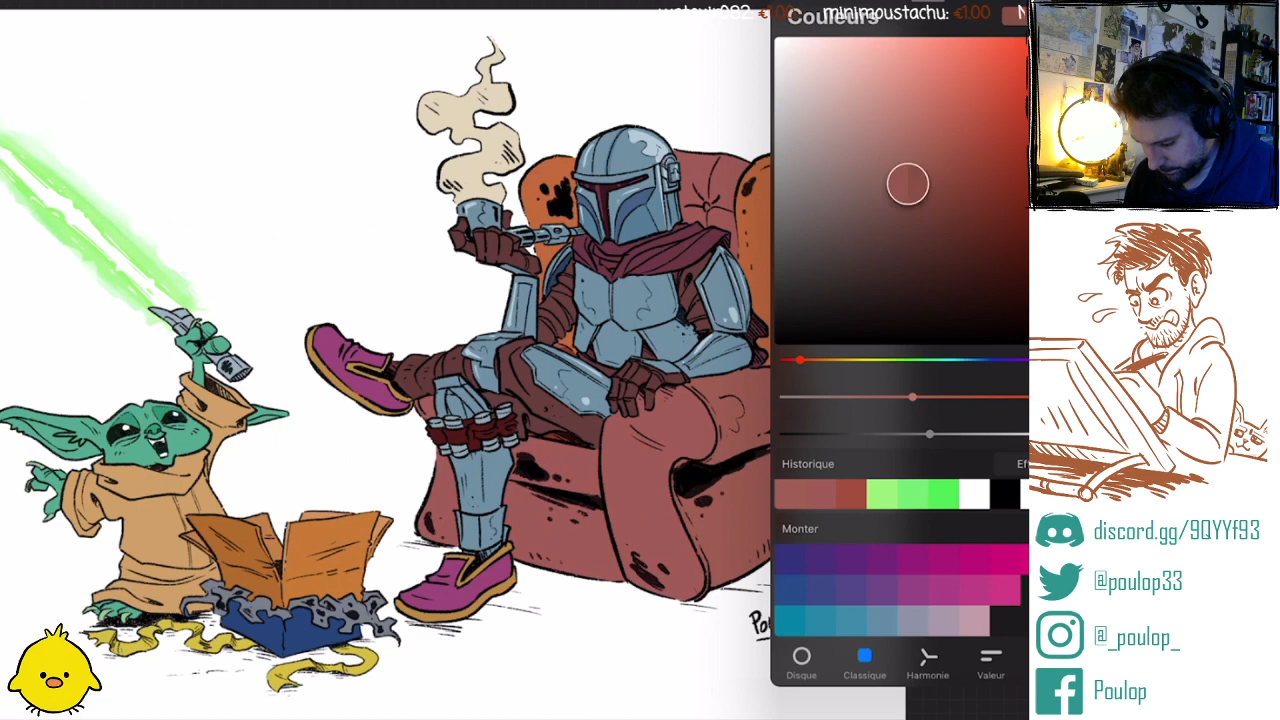 minimoustachu: €1.00
Couleurs
Historique
Monter
Disque
Classique
Harmonie
Valeur
discord.gg/9QYYf93
@poulop33
@_poulop_
Poulop